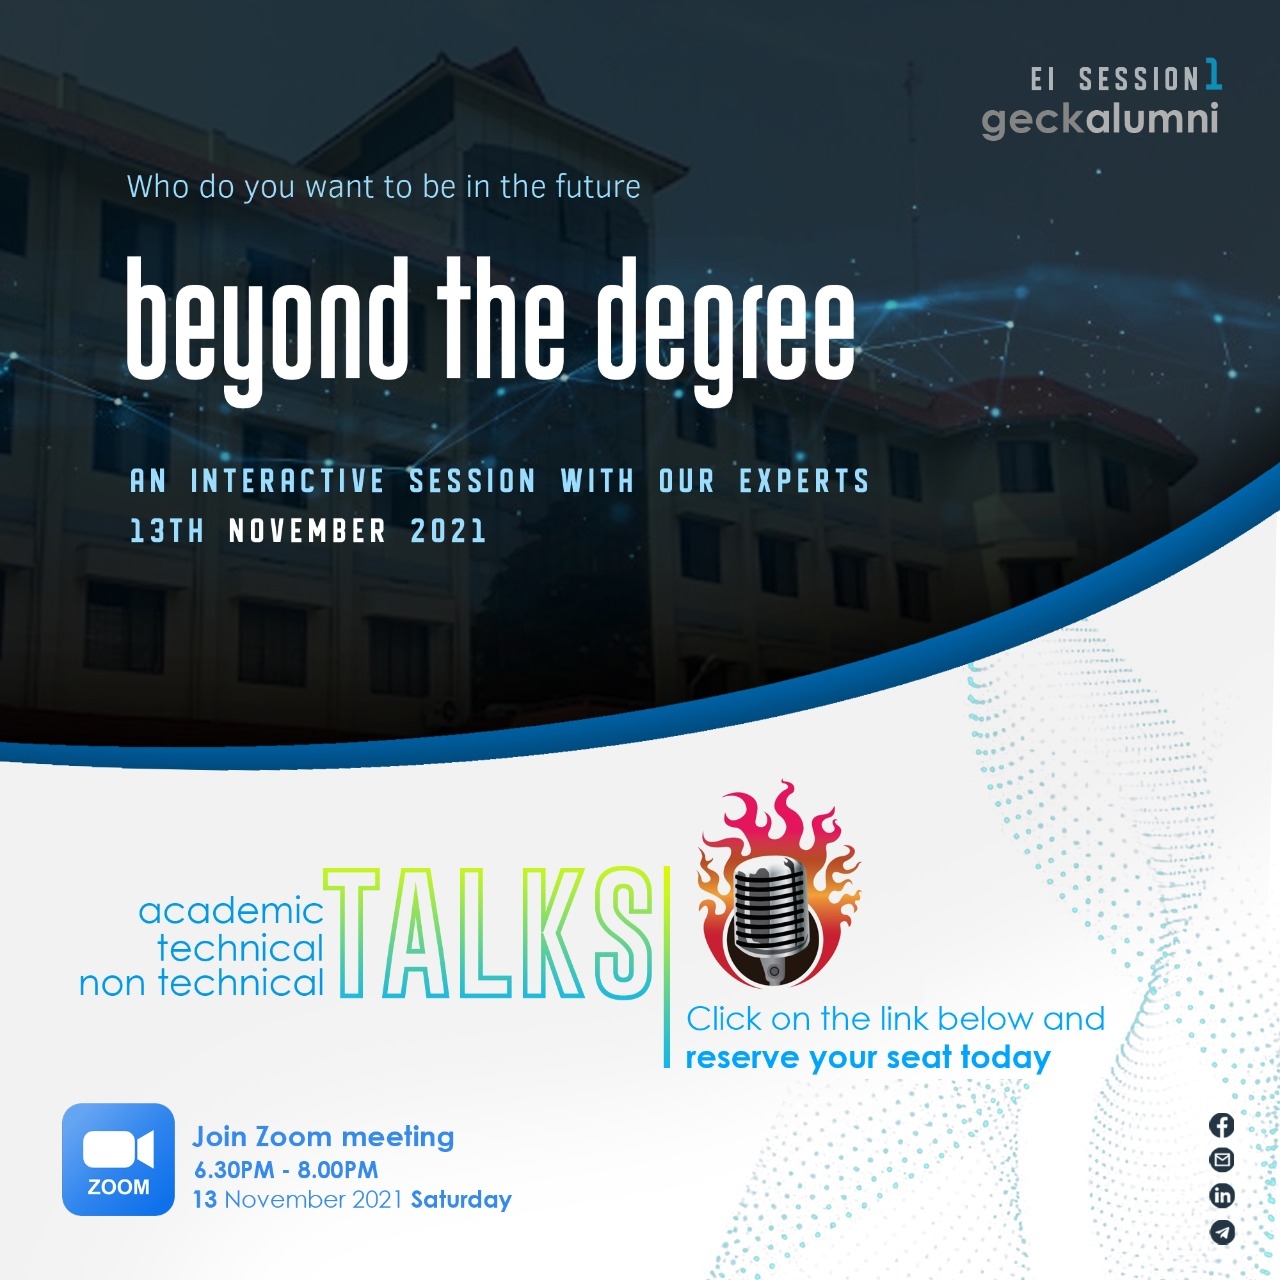 EI SESSION1
geckalumni
Who do you want to be in the future
beyond the degree
AN INTERACTIVE SESSION WITH OUR EXPERTS
13TH NOVEMBER 2021
academic
technical
non technical
TALKS
Click on the link below and
reserve your seat today
ZOOM
Join Zoom meeting
6.30PM - 8.00PM
13 November 2021 Saturday